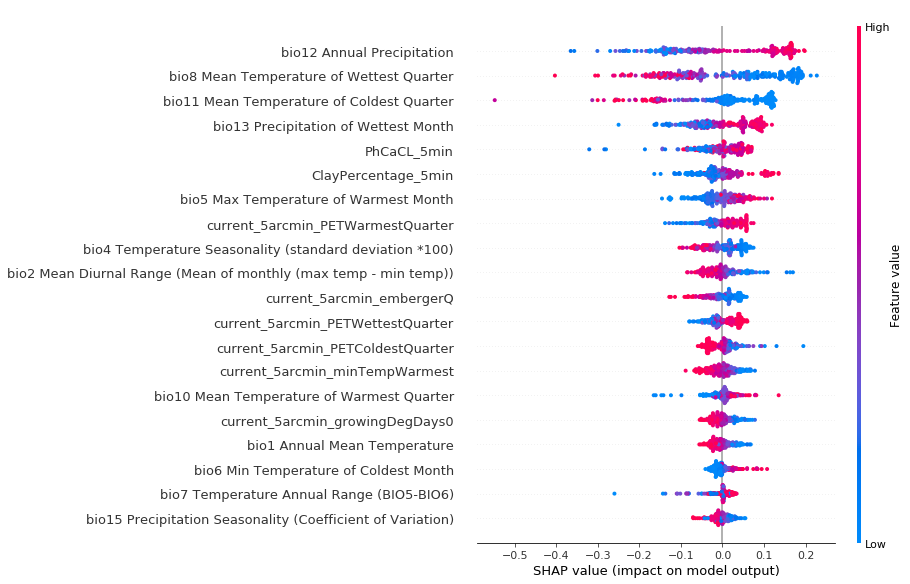 High
bio12 Annual Precipitation
bio8 Mean Temperature of Wettest Quarter
bio11 Mean Temperature of Coldest Quarter
bio13 Precipitation of Wettest Month
PhCaCL_5min
ClayPercentage_5min
bio5 Max Temperature of Warmest Month
current_5arcmin_PETWarmestQuarter
bio4 Temperature Seasonality (standard deviation *100)
bio2 Mean Diurnal Range (Mean of monthly (max temp - min temp))
current_5arcmin_embergerQ
current_5arcmin_PETWettestQuarter
current_5arcmin_PETColdestQuarter
current_5arcmin_minTempWarmest
bio10 Mean Temperature of Warmest Quarter
current_5arcmin_growingDegDays0
bio1 Annual Mean Temperature
bio6 Min Temperature of Coldest Month
bio7 Temperature Annual Range (BIO5-BIO6)
bio15 Precipitation Seasonality (Coefficient of Variation)
Feature value
Low
−0.5 −0.4 −0.3 −0.2 −0.1 0.0 0.1 0.2
SHAP value (impact on model output)